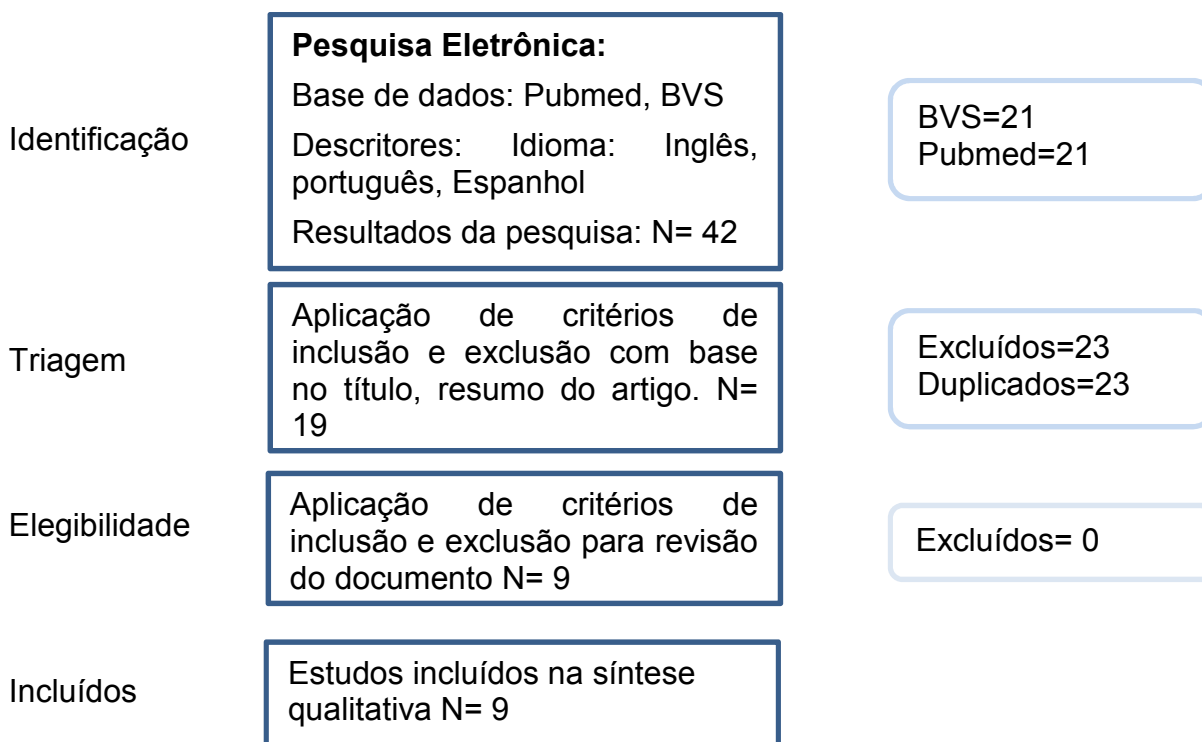 Identificação
Pesquisa Eletrônica:
Base de dados: Pubmed, BVS
Descritores: Idioma: Inglês,
português, Espanhol
Resultados da pesquisa: N= 42
BVS=21
Pubmed=21
Triagem
Aplicação de critérios de
inclusão e exclusão com base
no título, resumo do artigo. N=
19
Excluídos=23
Duplicados=23
Elegibilidade
Aplicação de critérios de
inclusão e exclusão para revisão
do documento N= 9
Excluídos= 0
Incluídos
Estudos incluídos na síntese
qualitativa N= 9